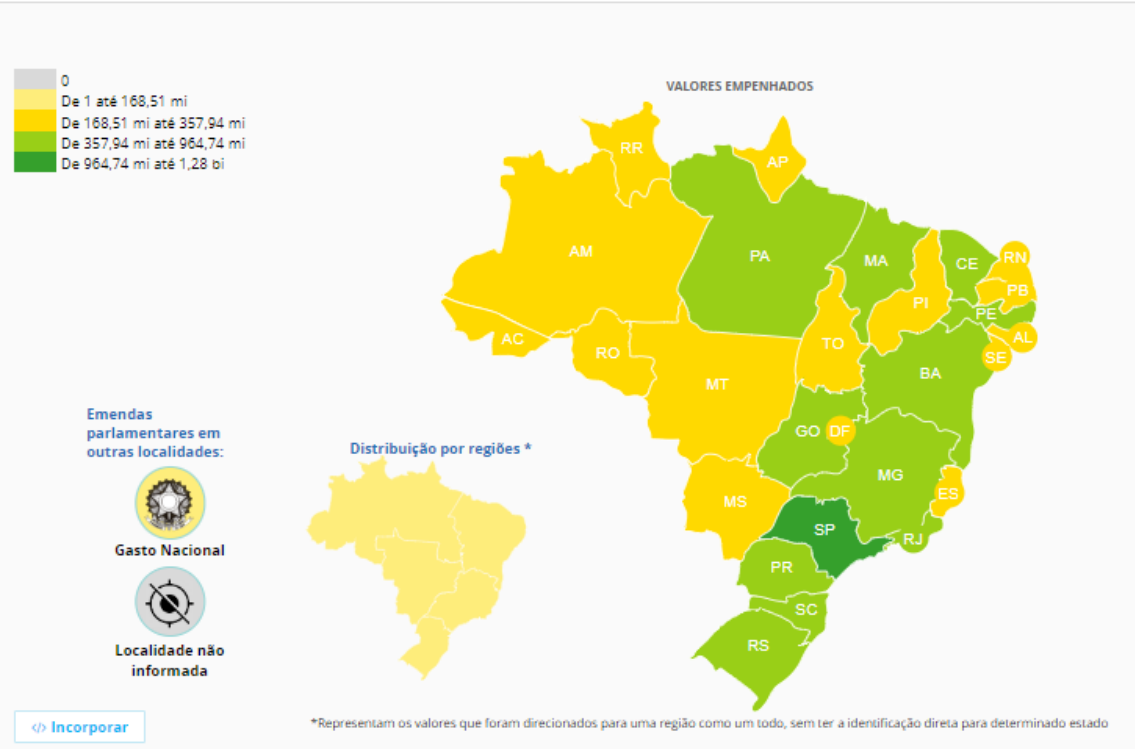 0
De 1 até 168,51 mi
De 168,51 mi até 357,94 mi
De 357,94 mi até 964,74 mi
De 964,74 mi até 1,28 bi
VALORES EMPENHADOS
RR
AP
AM
PA
MA
CE
RN
PI
PB
PE
AC
RO
TO
AL
SE
MT
BA
GO
DF
MG
MS
ES
SP
RJ
PR
SC
RS
Emendas
parlamentares em
outras localidades:
Gasto Nacional
Localidade não
informada
Distribuição por regiões *
</> Incorporar
*Representam os valores que foram direcionados para uma região como um todo, sem ter a identificação direta para determinado estado